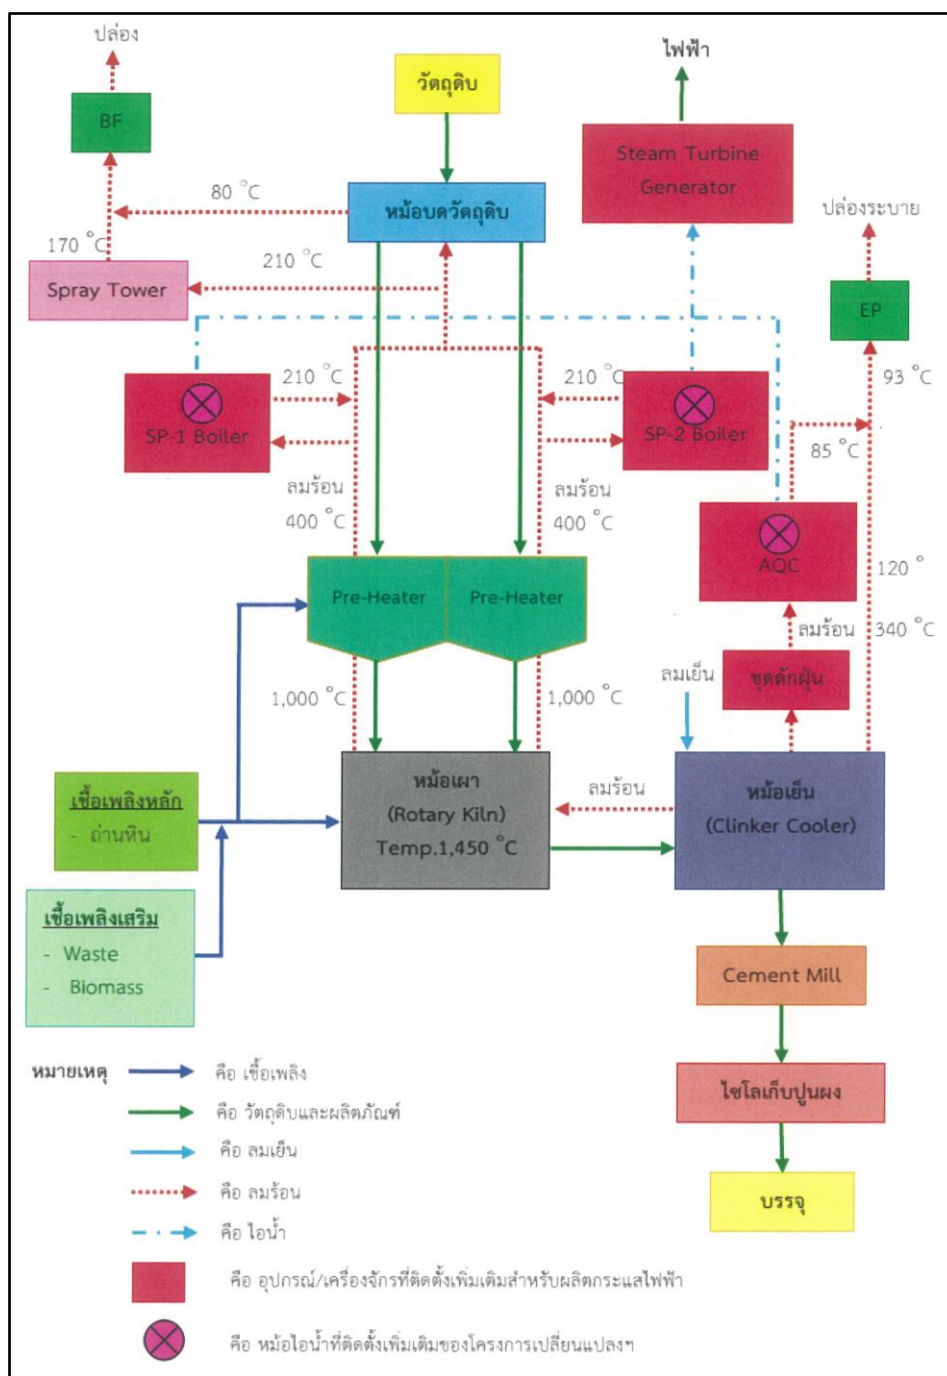 ปล่อง
ไฟฟ้า
วัตถุดิบ
BF
Steam Turbine
Generator
80 °C
หม้อบดวัตถุดิบ
ปล่องระบาย
170 °C
210 °C
Spray Tower
EP
210 °C
210 °C
93 °C
SP-1 Boiler
SP-2 Boiler
85 °C
ลมร้อน
400 °C
ลมร้อน
400 °C
AQC
120 °
Pre-Heater
Pre-Heater
ลมร้อน
340 °C
ลมเย็น
ชุดดักฝุ่น
1,000 °C
1,000 °C
หม้อเผา
(Rotary Kiln)
Temp.1,450 °C
ลมร้อน
หม้อเย็น
(Clinker Cooler)
เชื้อเพลิงหลัก
- ถ่านหิน
เชื้อเพลิงเสริม
- Waste
- Biomass
Cement Mill
ไซโลเก็บปูนผง
บรรจุ
หมายเหตุ
คือ เชื้อเพลิง
คือ วัตถุดิบและผลิตภัณฑ์
คือ ลมเย็น
คือ ลมร้อน
คือ ไอน้ำ
คือ อุปกรณ์/เครื่องจักรที่ติดตั้งเพิ่มเติมสำหรับผลิตกระแสไฟฟ้า
คือ หม้อไอน้ำที่ติดตั้งเพิ่มเติมของโครงการเปลี่ยนแปลงฯ